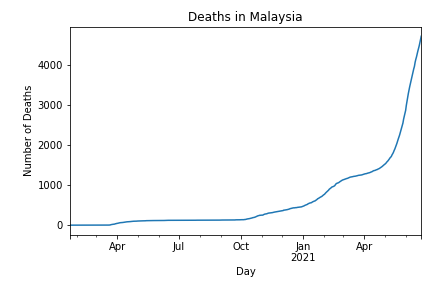 Deaths in Malaysia
Number of Deaths
4000
3000
2000
1000
0
Apr Jul Oct Jan Apr
2021
Day